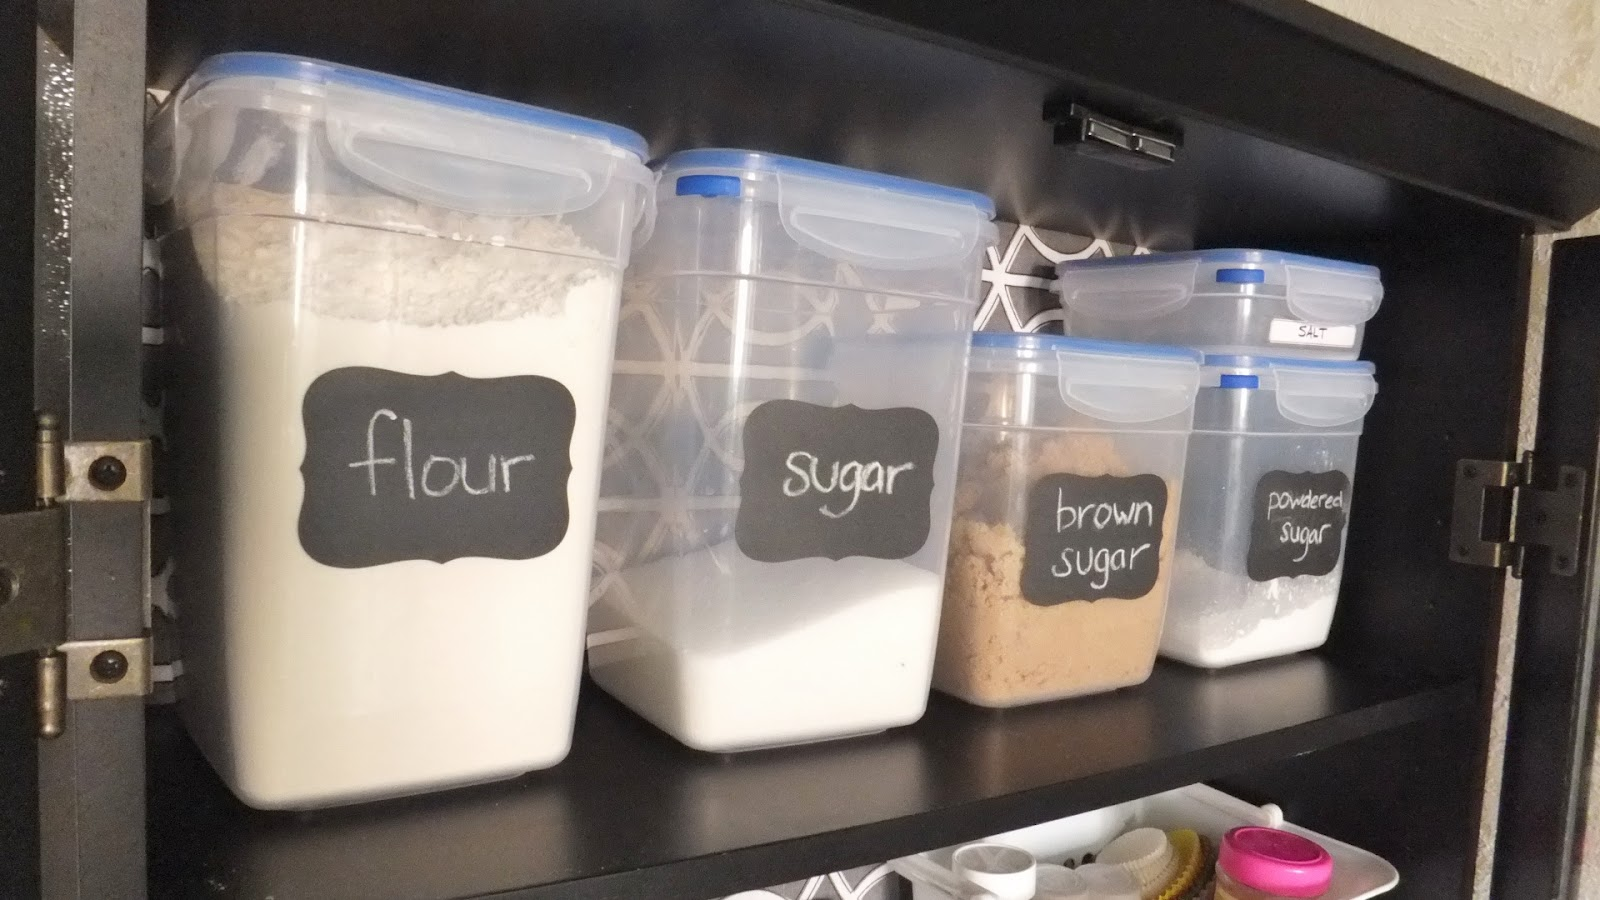 flour
sugar
brown
sugar
SALT
powdered
sugar